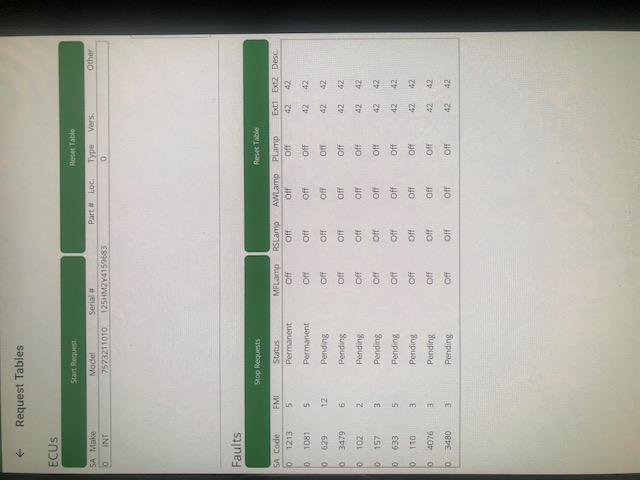 ← Request Tables
ECUs
Start Request Reset Table
SA Make Model Serial # Part # Loc. Type Vers. Other
0 INT 7573211010 125HM2Y4159683 0
Faults
Stop Requests Reset Table
SA Code FMI Status MFLamp RSLamp AWLamp PLamp Ext1 Ext2 Desc.
0 1213 5 Permanent Off Off Off Off 42 42
0 1081 5 Permanent Off Off Off Off 42 42
0 629 12 Pending Off Off Off Off 42 42
0 3479 6 Pending Off Off Off Off 42 42
0 102 2 Pending Off Off Off Off 42 42
0 157 3 Pending Off Off Off Off 42 42
0 633 5 Pending Off Off Off Off 42 42
0 110 3 Pending Off Off Off Off 42 42
0 4076 3 Pending Off Off Off Off 42 42
0 3480 3 Pending Off Off Off Off 42 42